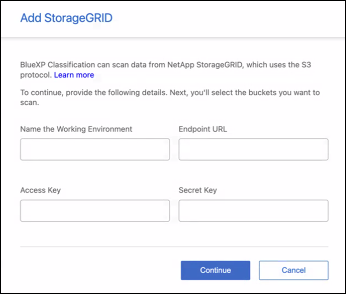 Add StorageGRID
BlueXP Classification can scan data from NetApp StorageGRID, which uses the S3
protocol. Learn more
To continue, provide the following details. Next, you'll select the buckets you want to
scan.
Name the Working Environment
Endpoint URL
Access Key
Secret Key
Continue
Cancel